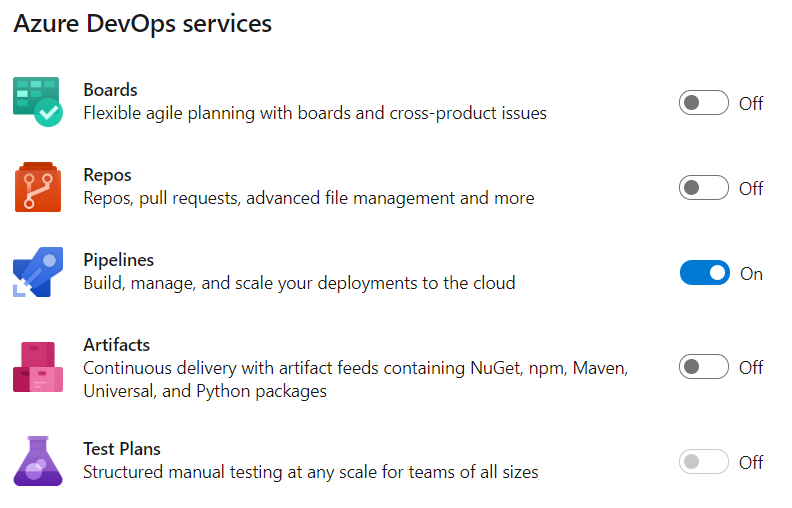 Azure DevOps services
Boards
Flexible agile planning with boards and cross-product issues
Off
Repos
Repos, pull requests, advanced file management and more
Off
Pipelines
Build, manage, and scale your deployments to the cloud
On
Artifacts
Continuous delivery with artifact feeds containing NuGet, npm, Maven,
Universal, and Python packages
Off
Test Plans
Structured manual testing at any scale for teams of all sizes
Off